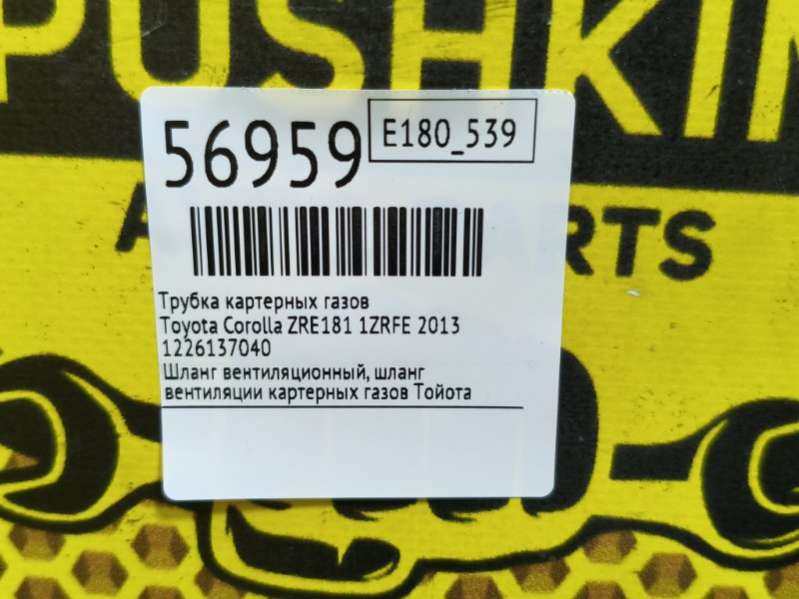 PUSHKIN
56959
E180_539
A
ARTS
Трубка картерных газов
Toyota Corolla ZRE181 1ZRFE 2013
1226137040
Шланг вентиляционный, шланг
вентиляции картерных газов Тойота